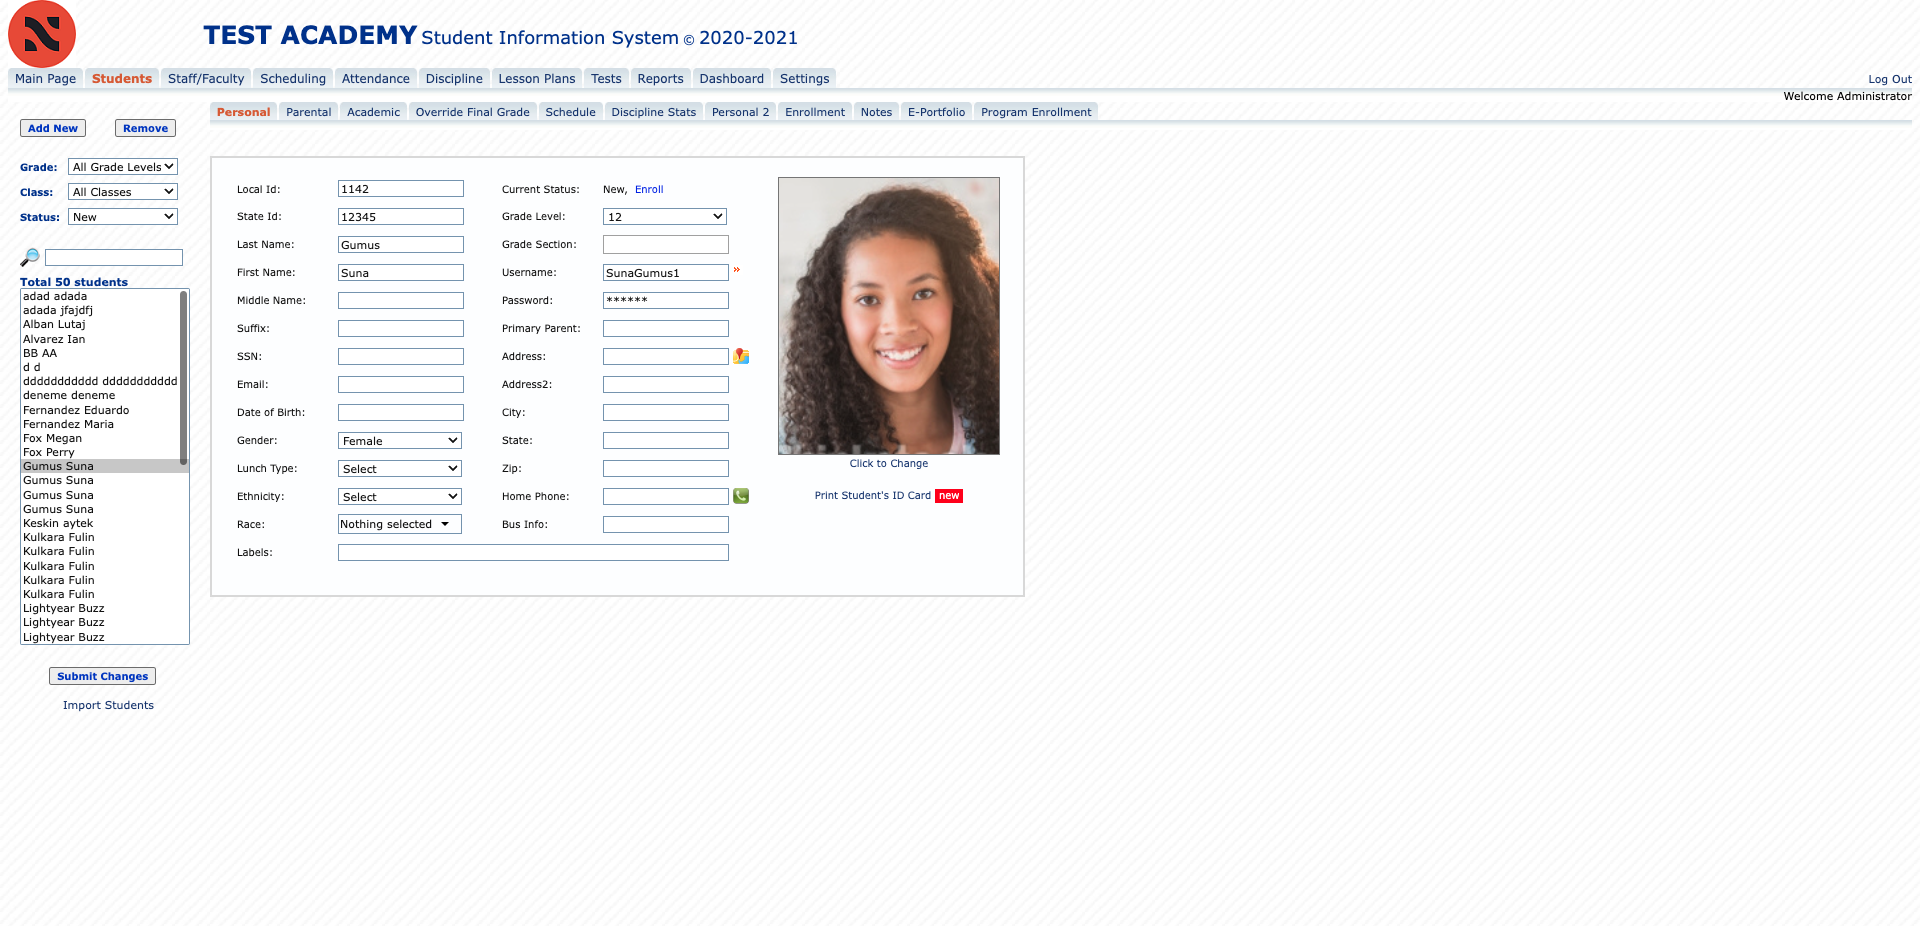 TEST ACADEMY Student Information System © 2020-2021
Main Page Students Staff/Faculty Scheduling Attendance Discipline Lesson Plans Tests Reports Dashboard Settings Log Out
Welcome Administrator
Personal Parental Academic Override Final Grade Schedule Discipline Stats Personal 2 Enrollment Notes E-Portfolio Program Enrollment
Add New Remove
Grade: All Grade Levels
Class: All Classes
Status: New
Total 50 students
adad adada
adada jfajdfj
Alban Lutaj
Alvarez Ian
BB AA
d d
ddddddddddd ddddddddddd
deneme deneme
Fernandez Eduardo
Fernandez Maria
Fox Megan
Fox Perry
Gumus Suna
Gumus Suna
Gumus Suna
Gumus Suna
Keskin aytek
Kulkara Fulin
Kulkara Fulin
Kulkara Fulin
Kulkara Fulin
Kulkara Fulin
Lightyear Buzz
Lightyear Buzz
Lightyear Buzz
Submit Changes
Import Students
Local Id: 1142 Current Status: New, Enroll
State Id: 12345 Grade Level: 12
Last Name: Gumus Grade Section:
First Name: Suna Username: SunaGumus1 »
Middle Name: Password: ******
Suffix: Primary Parent:
SSN: Address:
Email: Address2:
Date of Birth: City:
Gender: Female State:
Lunch Type: Select Zip:
Ethnicity: Select Home Phone:
Race: Nothing selected Bus Info:
Labels:
Click to Change
Print Student's ID Card new